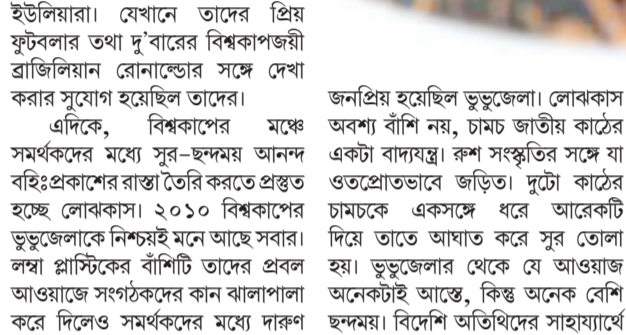 ইউলিয়ারা। যেখানে তাদের প্রিয়
ফুটবলার তথা দু'বারের বিশ্বকাপজয়ী
ব্রাজিলিয়ান রোনাল্ডোর সঙ্গে দেখা
করার সুযোগ হয়েছিল তাদের।
এদিকে, বিশ্বকাপের মঞ্চে
সমর্থকদের মধ্যে সুর-ছন্দময় আনন্দ
বহিঃপ্রকাশের রাস্তা তৈরি করতে প্রস্তুত
হচ্ছে লোঝকাস। ২০১০ বিশ্বকাপের
ভুভুজেলাকে নিশ্চয়ই মনে আছে সবার।
লম্বা প্লাস্টিকের বাঁশিটি তাদের প্রবল
আওয়াজে সংগঠকদের কান ঝালাপালা
করে দিলেও সমর্থকদের মধ্যে দারুণ
জনপ্রিয় হয়েছিল ভুভুজেলা। লোঝকাস
অবশ্য বাঁশি নয়, চামচ জাতীয় কাঠের
একটা বাদ্যযন্ত্র। রুশ সংস্কৃতির সঙ্গে যা
ওতপ্রোতভাবে জড়িত। দুটো কাঠের
চামচকে একসঙ্গে ধরে আরেকটি
দিয়ে তাতে আঘাত করে সুর তোলা
হয়। ভুভুজেলার থেকে যে আওয়াজ
অনেকটাই আস্তে, কিন্তু অনেক বেশি
ছন্দময়। বিদেশি অতিথিদের সাহায্যার্থে